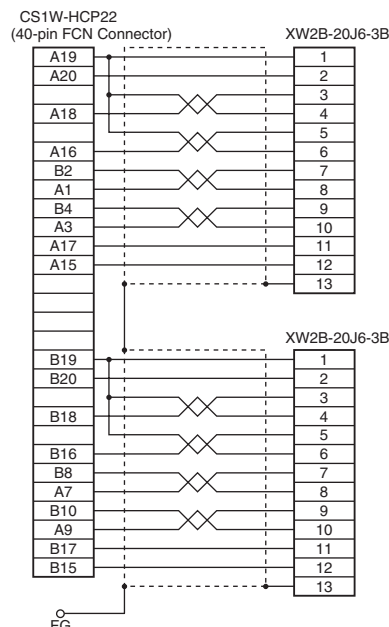 CS1W-HCP22
(40-pin FCN Connector)
XW2B-20J6-3B
A19 1
A20 2
3
A18 4
5
A16 6
B2 7
A1 8
B4 9
A3 10
A17 11
A15 12
13
XW2B-20J6-3B
B19 1
B20 2
3
B18 4
5
B16 6
B8 7
A7 8
B10 9
A9 10
B17 11
B15 12
13
FG